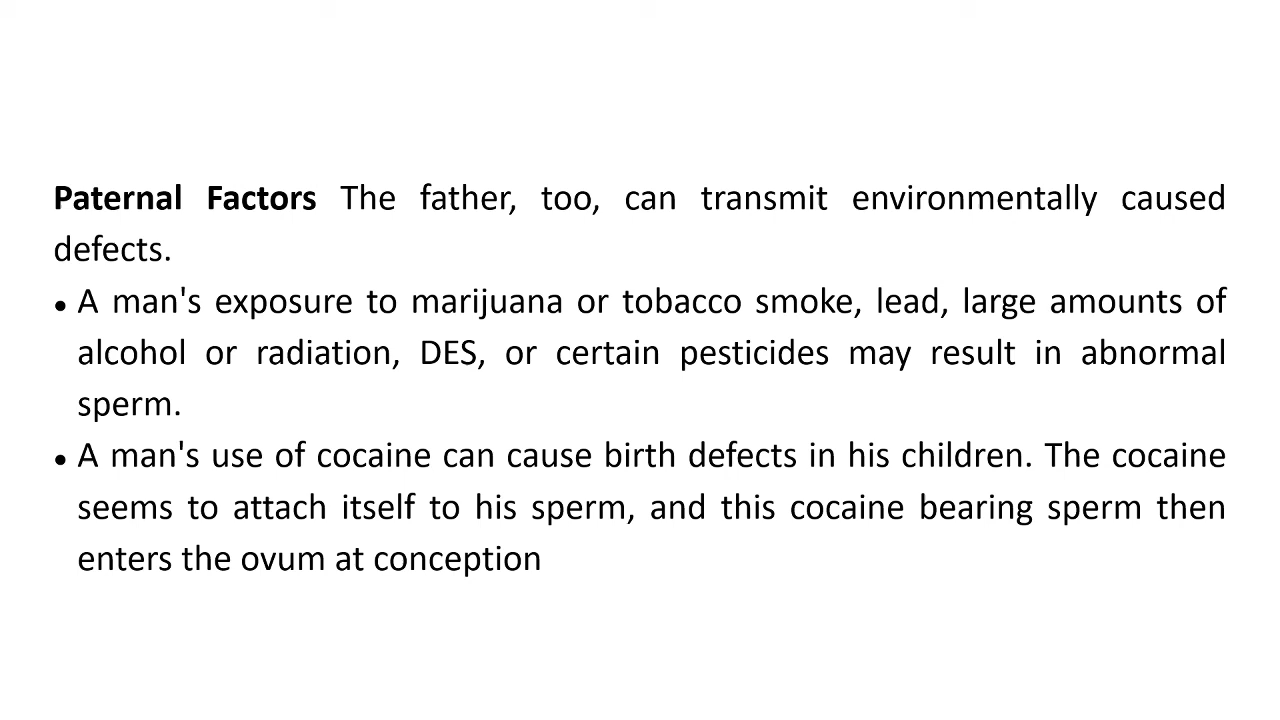 Paternal Factors The father, too, can transmit environmentally caused
defects.
• A man's exposure to marijuana or tobacco smoke, lead, large amounts of
alcohol or radiation, DES, or certain pesticides may result in abnormal
sperm.
• A man's use of cocaine can cause birth defects in his children. The cocaine
seems to attach itself to his sperm, and this cocaine bearing sperm then
enters the ovum at conception